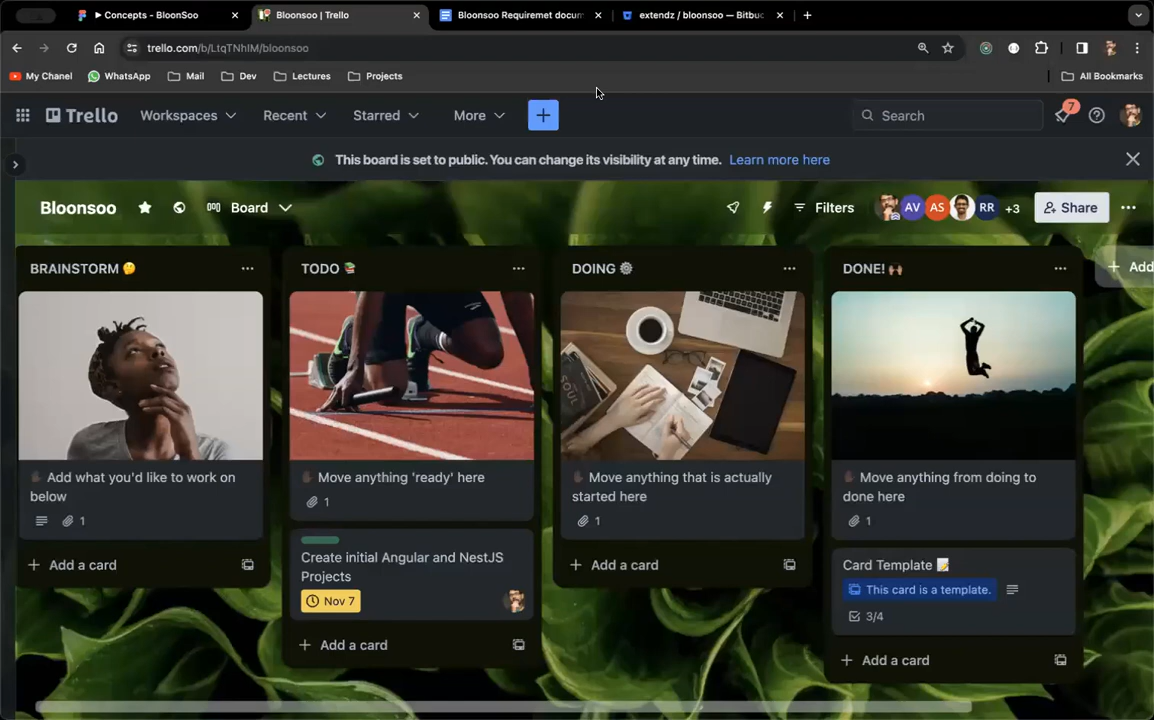 Concepts - BloonSoo
Bloonsoo | Trello
Bloonsoo Requiremet docum
extendz / bloonsoo — Bitbuc
trello.com/b/LtqTNhIM/bloonsoo
My Chanel
WhatsApp
Mail
Dev
Lectures
Projects
All Bookmarks
Trello
Workspaces
Recent
Starred
More
Search
7
This board is set to public. You can change its visibility at any time. Learn more here
Bloonsoo
Board
Filters
AV
AS
RR
+3
Share
BRAINSTORM 🤔
Add what you'd like to work on
below
1
+ Add a card
TODO 📚
Move anything 'ready' here
1
Create initial Angular and NestJS
Projects
Nov 7
+ Add a card
DOING ⚙️
Move anything that is actually
started here
1
+ Add a card
DONE! 🙌🏽
Move anything from doing to
done here
1
Card Template 📝
This card is a template.
3/4
+ Add a card
+ Add